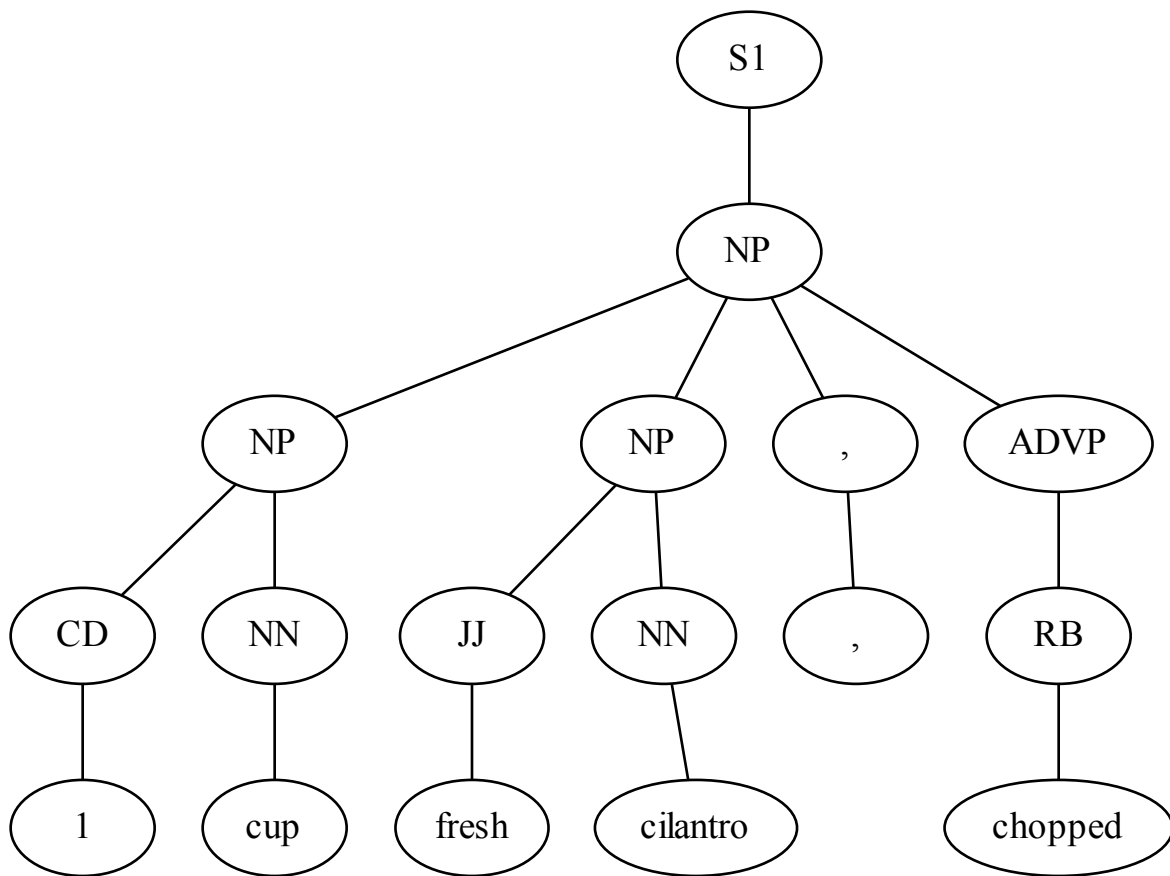 S1
NP
NP NP , ADVP
CD NN JJ NN , RB
1 cup fresh cilantro chopped